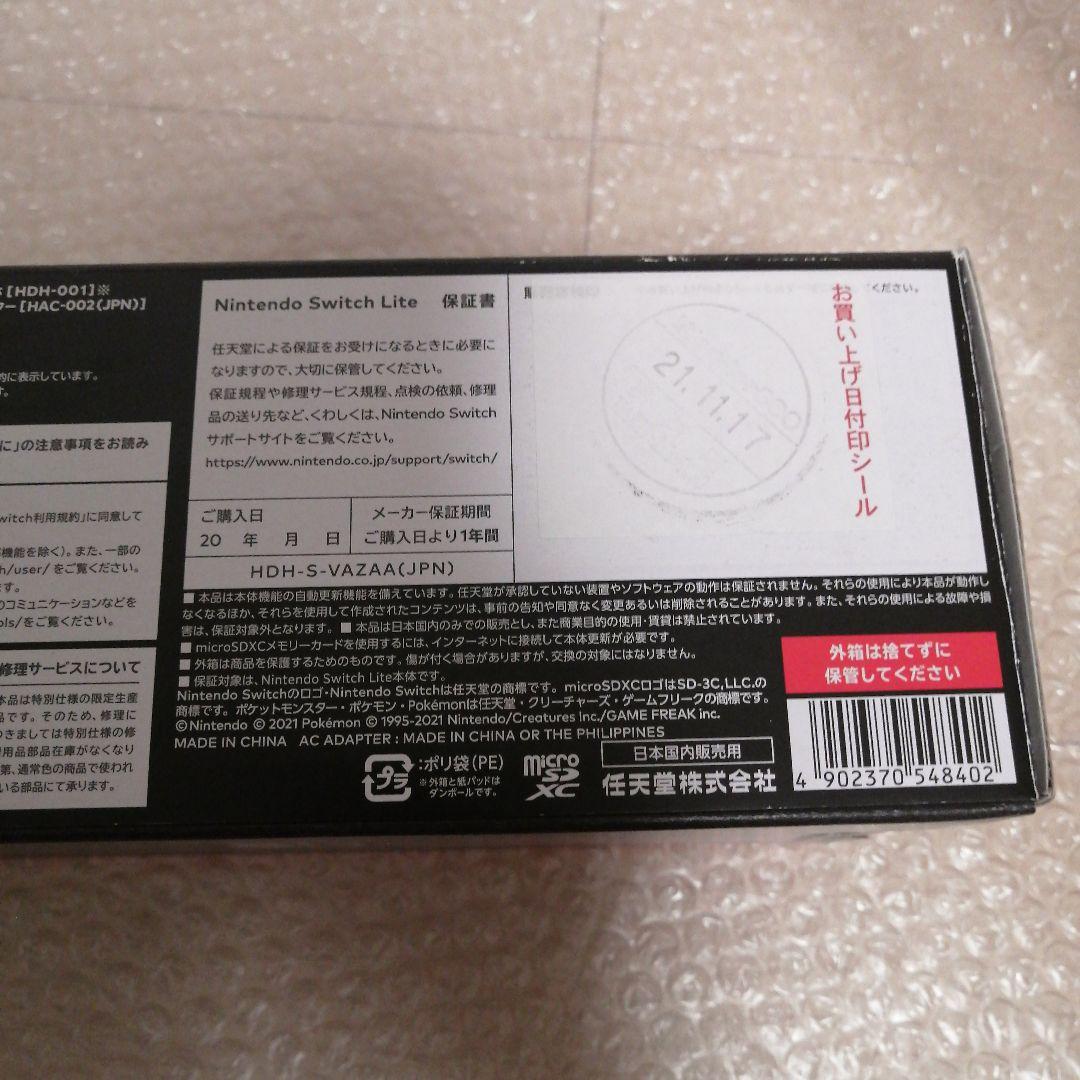 [HDH-001]※
ター[HAC-002(JPN)]
的に表示しています。
す。
に」の注意事項をお読み
witch利用規約」に同意して
機能を除く)。また、一部の
h/user/ をご覧ください。
ます。
のコミュニケーションなどを
ols/をご覧ください。
修理サービスについて
本品は特別仕様の限定生産
品です。そのため、修理に
つきましては特別仕様の修
理用品部品在庫がなくなり
第、通常色の商品で使われ
いる部品にて承ります。
Nintendo Switch Lite 保証書
任天堂による保証をお受けになるときに必要に
なりますので、大切に保管してください。
保証規程や修理サービス規程、点検の依頼、修理
品の送り先など、くわしくは、Nintendo Switch
サポートサイトをご覧ください。
https://www.nintendo.co.jp/support/switch/
ご購入日
20 年 月 日
メーカー保証期間
ご購入日より1年間
HDH-S-VAZAA(JPN)
ください。
21.11.17
お買い上げ日付印シール
■ 本品は本体機能の自動更新機能を備えています。任天堂が承認していない装置やソフトウェアの動作は保証されません。それらの使用により本品が動作し
なくなるほか、それらを使用して作成されたコンテンツは、事前の告知や同意なく変更あるいは削除されることがあります。また、それらの使用による故障や損
害は、保証対象外となります。 ■ 本品は日本国内のみでの販売とし、また商業目的の使用・賃貸は禁止されています。
■ microSDXCメモリーカードを使用するには、インターネットに接続して本体更新が必要です。
■ 外箱は商品を保護するためのものです。傷が付く場合がありますが、交換の対象にはなりません。
■ 保証対象は、Nintendo Switch Lite本体です。
Nintendo Switchのロゴ・Nintendo Switchは任天堂の商標です。microSDXCロゴはSD-3C,LLC.の
商標です。ポケットモンスター・ポケモン・Pokémonは任天堂・クリーチャーズ・ゲームフリークの商標です。
©Nintendo © 2021 Pokémon © 1995-2021 Nintendo/Creatures Inc./GAME FREAK inc.
MADE IN CHINA AC ADAPTER : MADE IN CHINA OR THE PHILIPPINES
プラ
:ポリ袋(PE)
※外箱と紙パッドは
ダンボールです。
micro
SD
XC
日本国内販売用
任天堂株式会社
外箱は捨てずに
保管してください
4 902370 548402